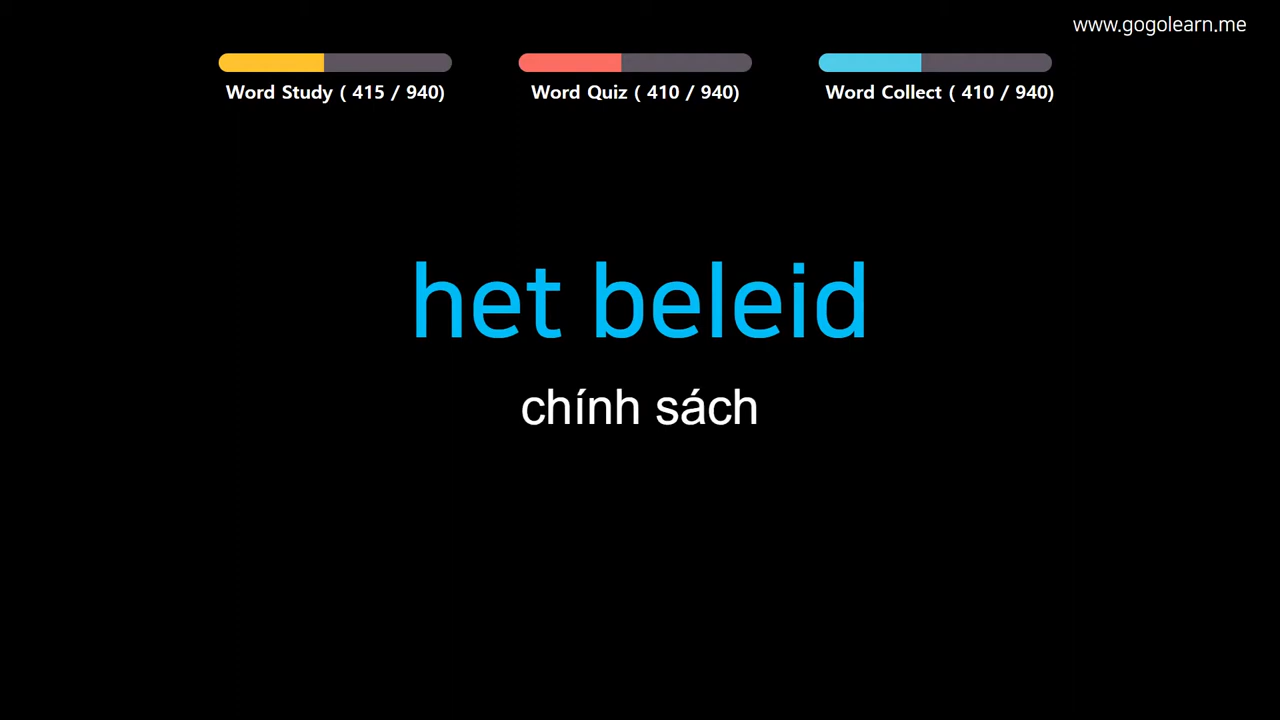 www.gogolearn.me
Word Study ( 415 / 940)
Word Quiz ( 410 / 940)
Word Collect ( 410 / 940)
het beleid
chính sách